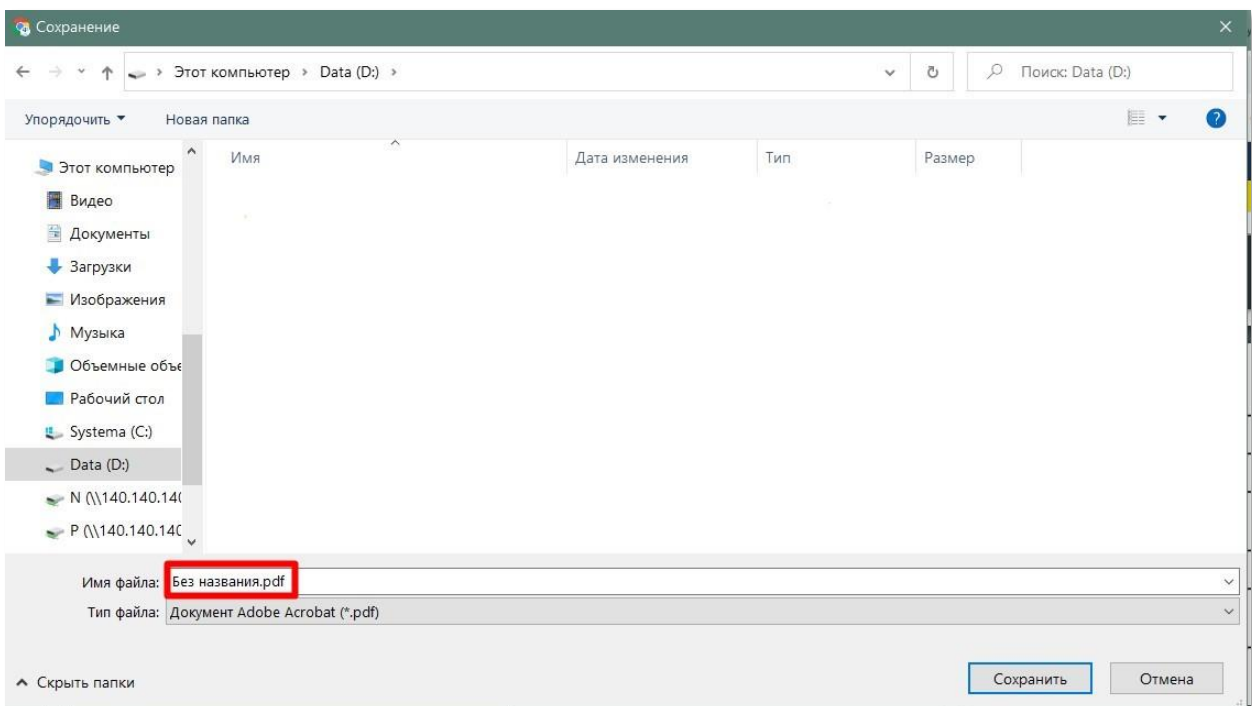 Сохранение
Этот компьютер › Data (D:) ›
Поиск: Data (D:)
Упорядочить
Новая папка
Имя
Дата изменения
Тип
Размер
Этот компьютер
Видео
Документы
Загрузки
Изображения
Музыка
Объемные объе
Рабочий стол
Systema (C:)
Data (D:)
N (\\140.140.140
P (\\140.140.140
Имя файла: Без названия.pdf
Тип файла: Документ Adobe Acrobat (*.pdf)
Скрыть папки
Сохранить
Отмена